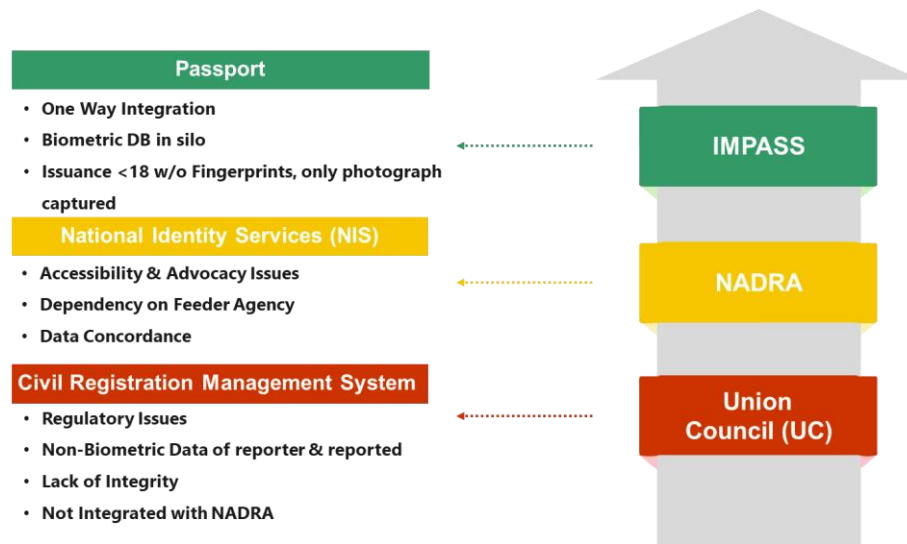 Passport
• One Way Integration
• Biometric DB in silo
• Issuance <18 w/o Fingerprints, only photograph
captured
National Identity Services (NIS)
• Accessibility & Advocacy Issues
• Dependency on Feeder Agency
• Data Concordance
Civil Registration Management System
• Regulatory Issues
• Non-Biometric Data of reporter & reported
• Lack of Integrity
• Not Integrated with NADRA
IMPASS
NADRA
Union
Council (UC)